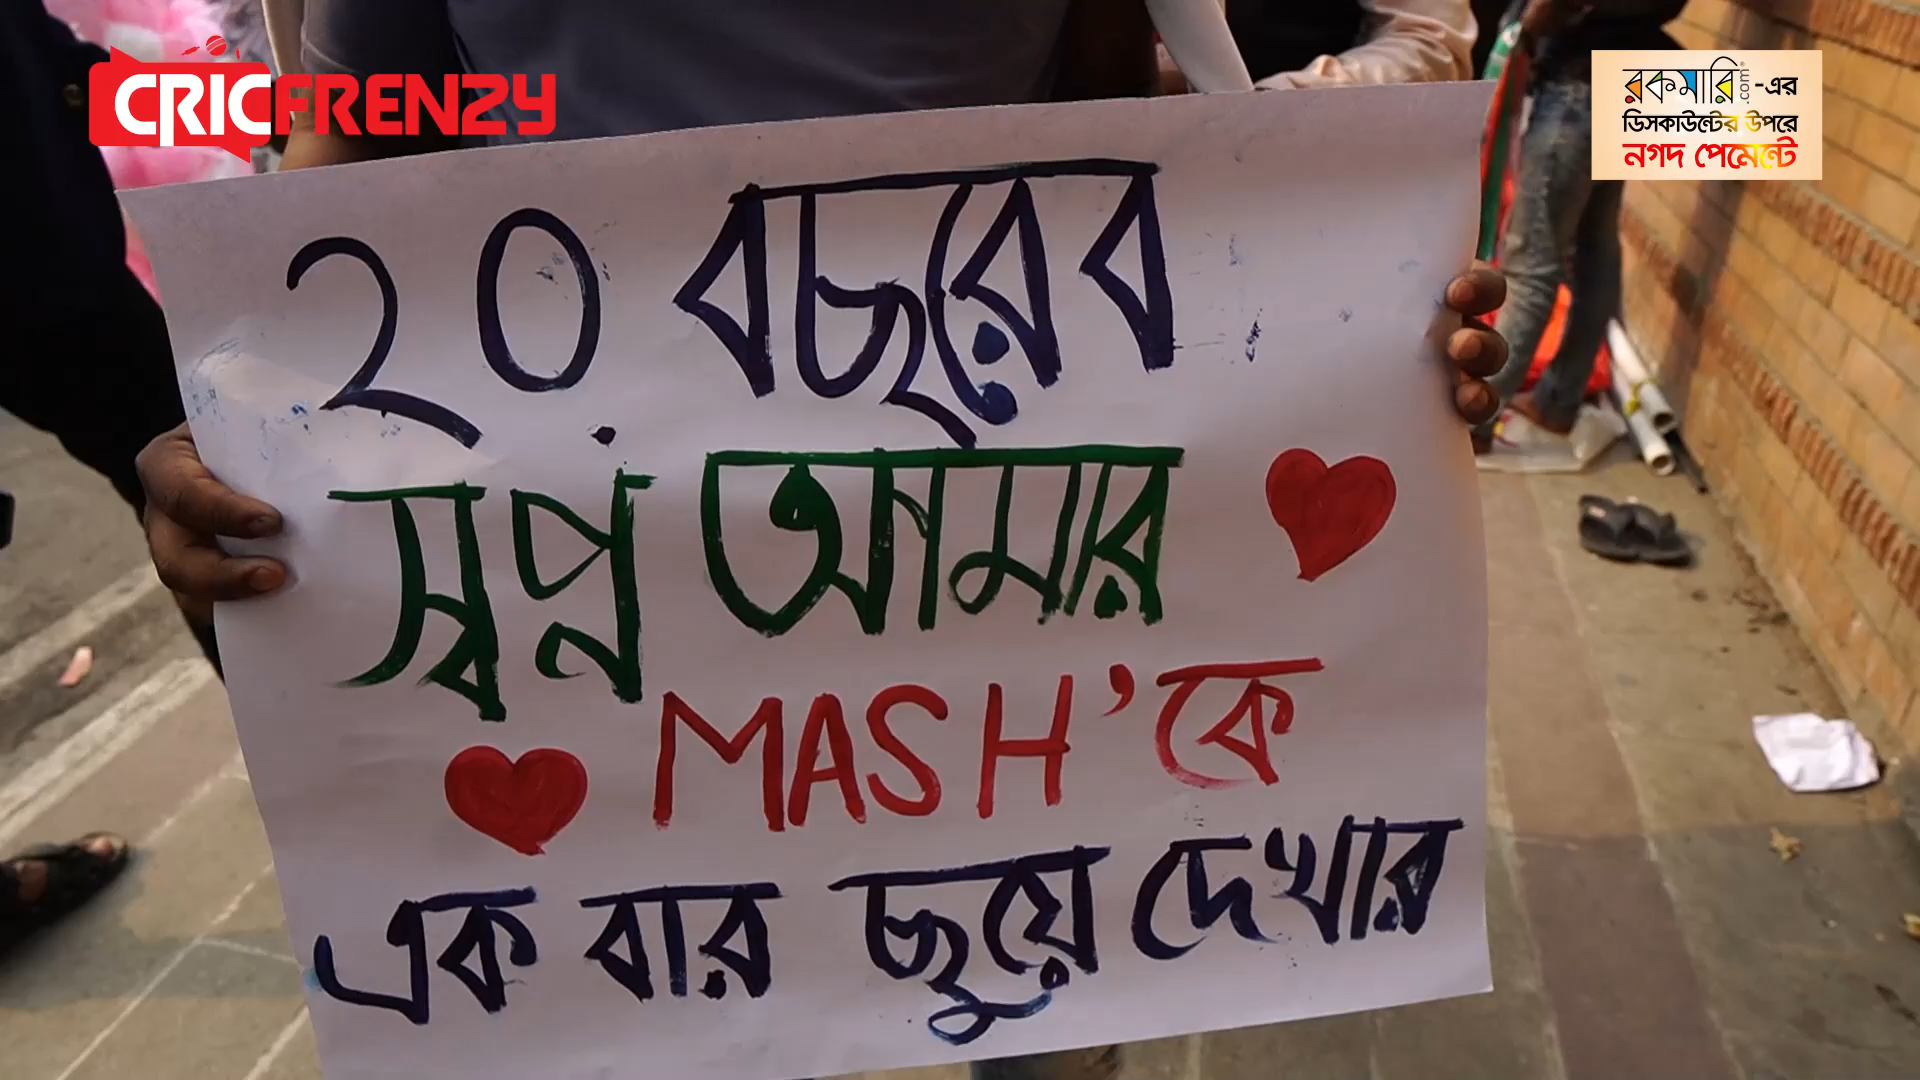 CRICFRENZY
রকমারি.com -এর
ডিসকাউন্টের উপরে
নগদ পেমেন্টে
২০ বছরের
স্বপ্ন আমার
MASH'কে
এক বার ছুয়ে দেখার